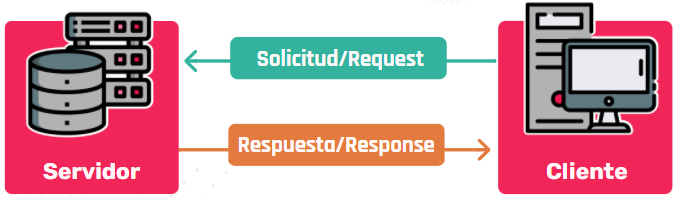 Solicitud/Request
Respuesta/Response
Servidor
Cliente